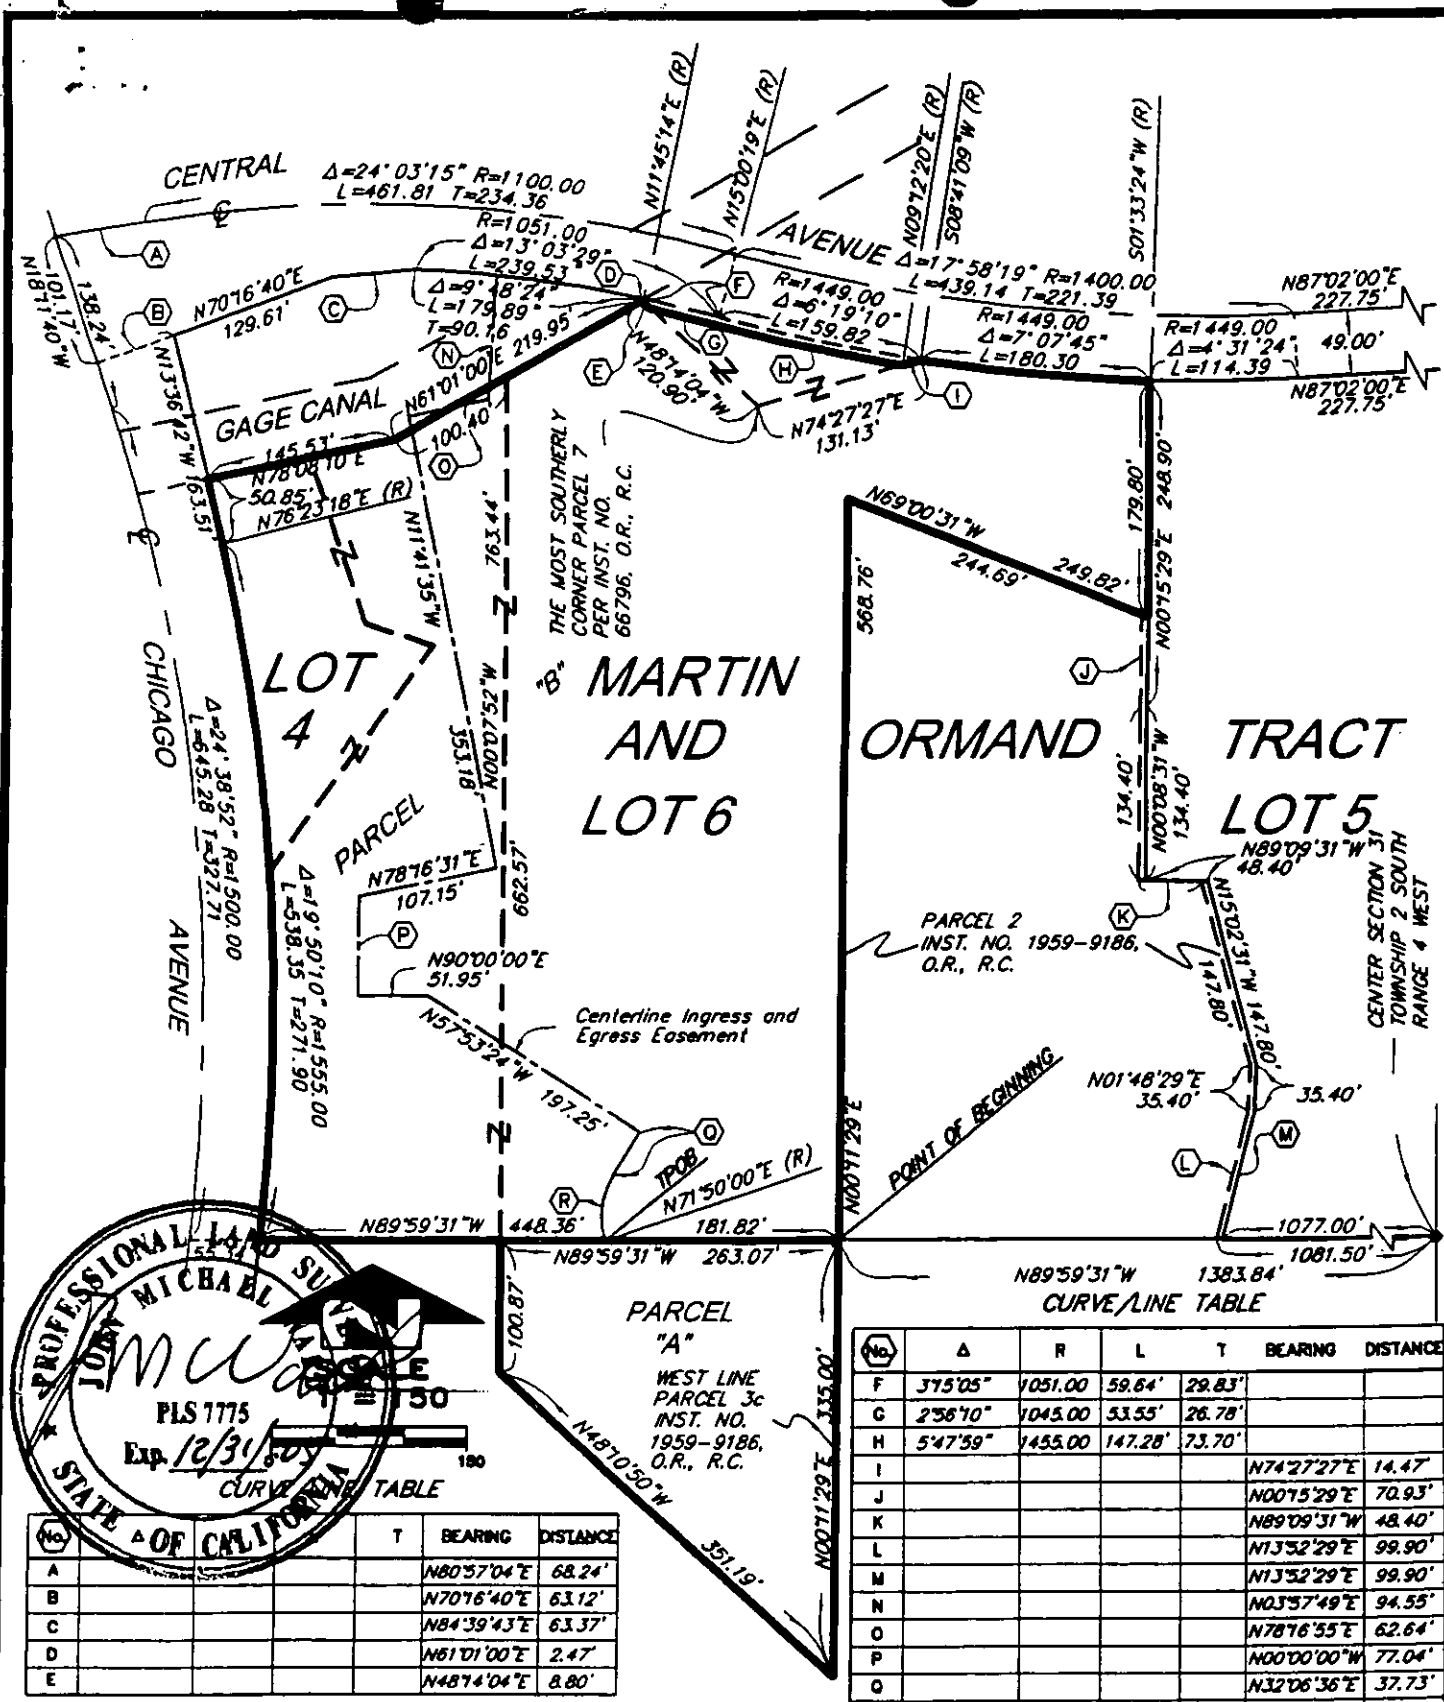 N11°45'14"E (R)
N15°00'19"E (R)
N09°12'20"E (R)
S08°41'09"W (R)
S01°33'24"W (R)
CENTRAL
Δ=24°03'15" R=1100.00
L=461.81 T=234.36
R=1051.00
Δ=13°03'29"
L=239.53'
Δ=9°48'24"
L=179.89'
T=90.16
AVENUE
Δ=17°58'19" R=1400.00
L=439.14 T=221.39
R=1449.00
Δ=6°19'10"
L=159.82
R=1449.00
Δ=7°07'45"
L=180.30
R=1449.00
Δ=4°31'24"
L=114.39
N87°02'00"E
227.75'
49.00'
N87°02'00"E
227.75'
A
B
C
D
E
F
G
H
I
N
O
N18°11'40"W
101.17'
138.24'
N70°16'40"E
129.61'
N13°36'42"W 163.51'
GAGE CANAL
N61°01'00"E 219.95'
100.40'
145.53'
N78°08'10"E
50.85'
N76°23'18"E (R)
N48°14'04"W
120.90'
N74°27'27"E
131.13'
THE MOST SOUTHERLY
CORNER PARCEL 7
PER INST. NO.
66796, O.R., R.C.
N11°41'35"W
353.18'
763.44'
N00°07'52"W
662.57'
N69°00'31"W
244.69'
249.82'
179.80'
N00°15'29"E 248.90'
568.76'
J
134.40'
N00°08'31"W
134.40'
CHICAGO
AVENUE
Δ=24°38'52" R=1500.00
L=645.28 T=327.71
Δ=19°50'10" R=1555.00
L=538.35 T=271.90
LOT
4
PARCEL
"B"
MARTIN
AND
LOT 6
ORMAND
TRACT
LOT 5
N89°09'31"W
48.40'
K
N15°02'31"W 147.80'
147.80'
CENTER SECTION 31
TOWNSHIP 2 SOUTH
RANGE 4 WEST
N78°16'31"E
107.15'
P
N90°00'00"E
51.95'
N57°53'24"W
197.25'
Centerline Ingress and
Egress Easement
PARCEL 2
INST. NO. 1959-9186,
O.R., R.C.
N01°48'29"E
35.40'
35.40'
L
M
Q
R
TPOB
N71°50'00"E (R)
N00°11'29"E
POINT OF BEGINNING
N89°59'31"W 448.36'
181.82'
N89°59'31"W 263.07'
1077.00'
1081.50'
N89°59'31"W 1383.84'
100.87'
PARCEL
"A"
WEST LINE
PARCEL 3c
INST. NO.
1959-9186,
O.R., R.C.
N48°10'50"W
351.19'
N00°11'29"E 335.00'
PROFESSIONAL LAND SU
JOHN MICHAEL
PLS 7775
Exp. 12/31/
STATE OF CALIFORNIA
150
CURVE/LINE TABLE
No. Δ T BEARING DISTANCE
A N80°57'04"E 68.24'
B N70°16'40"E 63.12'
C N84°39'43"E 63.37'
D N61°01'00"E 2.47'
E N48°14'04"E 8.80'
CURVE/LINE TABLE
No. Δ R L T BEARING DISTANCE
F 3°15'05" 1051.00 59.64' 29.83'
G 2°56'10" 1045.00 53.55' 26.78'
H 5°47'59" 1455.00 147.28' 73.70'
I N74°27'27"E 14.47'
J N00°15'29"E 70.93'
K N89°09'31"W 48.40'
L N13°52'29"E 99.90'
M N13°52'29"E 99.90'
N N03°57'49"E 94.55'
O N78°16'55"E 62.64'
P N00°00'00"W 77.04'
Q N32°06'36"E 37.73'